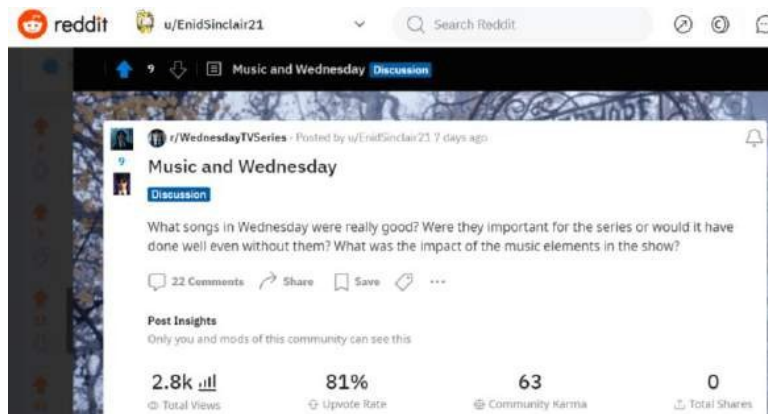 reddit u/EnidSinclair21 Search Reddit
9 Music and Wednesday Discussion
r/WednesdayTVSeries · Posted by u/EnidSinclair21 7 days ago
9
Music and Wednesday
Discussion
What songs in Wednesday were really good? Were they important for the series or would it have
done well even without them? What was the impact of the music elements in the show?
22 Comments Share Save ...
Post Insights
Only you and mods of this community can see this
2.8k 81% 63 0
Total Views Upvote Rate Community Karma Total Shares